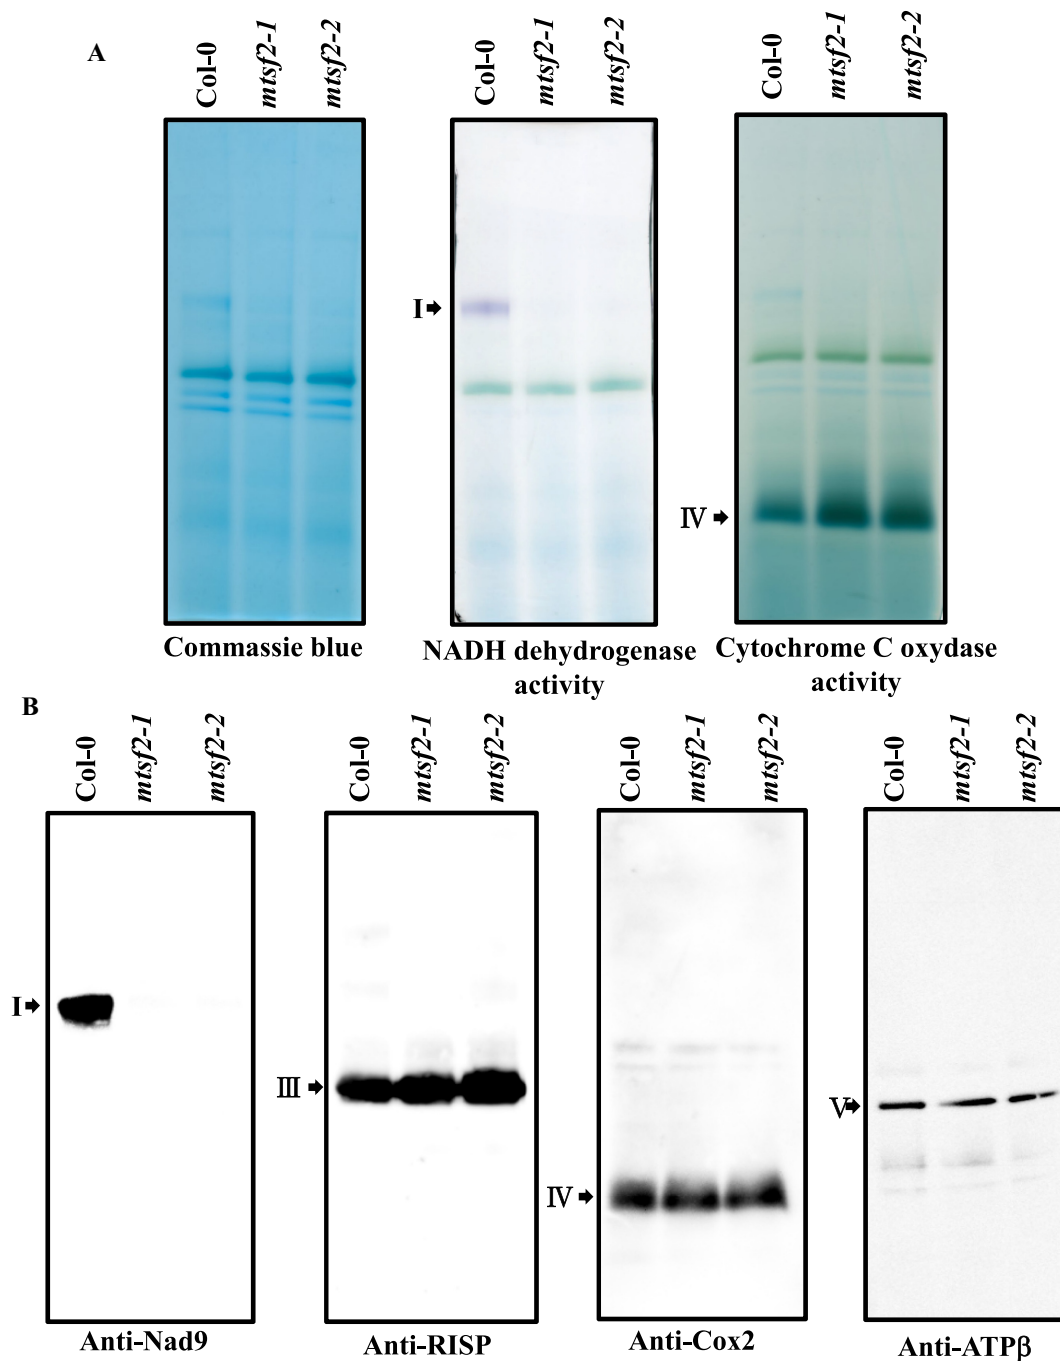 A
Col-0
mtsf2-1
mtsf2-2
Col-0
mtsf2-1
mtsf2-2
Col-0
mtsf2-1
mtsf2-2
I
IV
Commassie blue
NADH dehydrogenase
activity
Cytochrome C oxydase
activity
B
Col-0
mtsf2-1
mtsf2-2
Col-0
mtsf2-1
mtsf2-2
Col-0
mtsf2-1
mtsf2-2
Col-0
mtsf2-1
mtsf2-2
I
III
IV
V
Anti-Nad9
Anti-RISP
Anti-Cox2
Anti-ATPβ